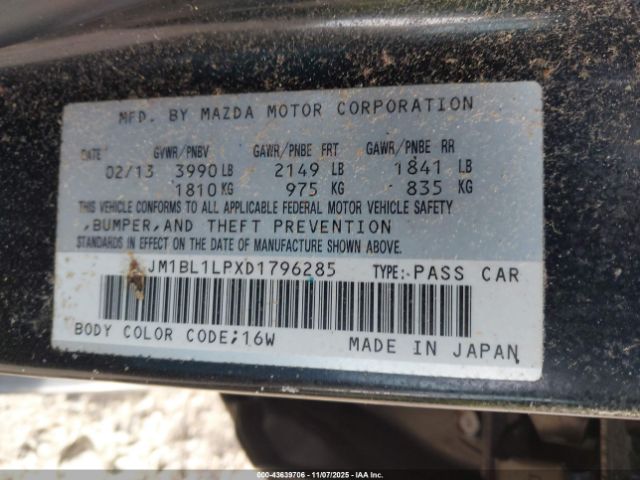 MFD. BY MAZDA MOTOR CORPORATION
DATE GVWR/PNBV GAWR/PNBE FRT GAWR/PNBE RR
02/13 3990 LB 2149 LB 1841 LB
1810 KG 975 KG 835 KG
THIS VEHICLE CONFORMS TO ALL APPLICABLE FEDERAL MOTOR VEHICLE SAFETY
,BUMPER,AND THEFT PREVENTION
STANDARDS IN EFFECT ON THE DATE OF MANUFACTURE SHOWN ABOVE.
JM1BL1LPXD1796285 TYPE: PASS CAR
BODY COLOR CODE;16W
MADE IN JAPAN
000-43639706 - 11/07/2025 - IAA Inc.